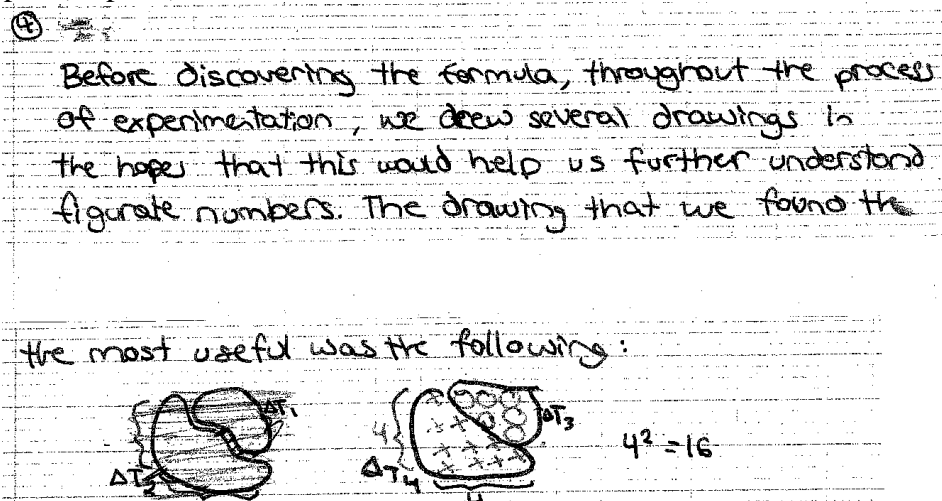 4
Before discovering the formula, throughout the process
of experimentation, we drew several drawings in
the hopes that this would help us further understand
figurate numbers. The drawing that we found the
the most useful was the following:
ΔT₁
ΔT₂
4
ΔT₃
ΔT₄
4
4² = 16